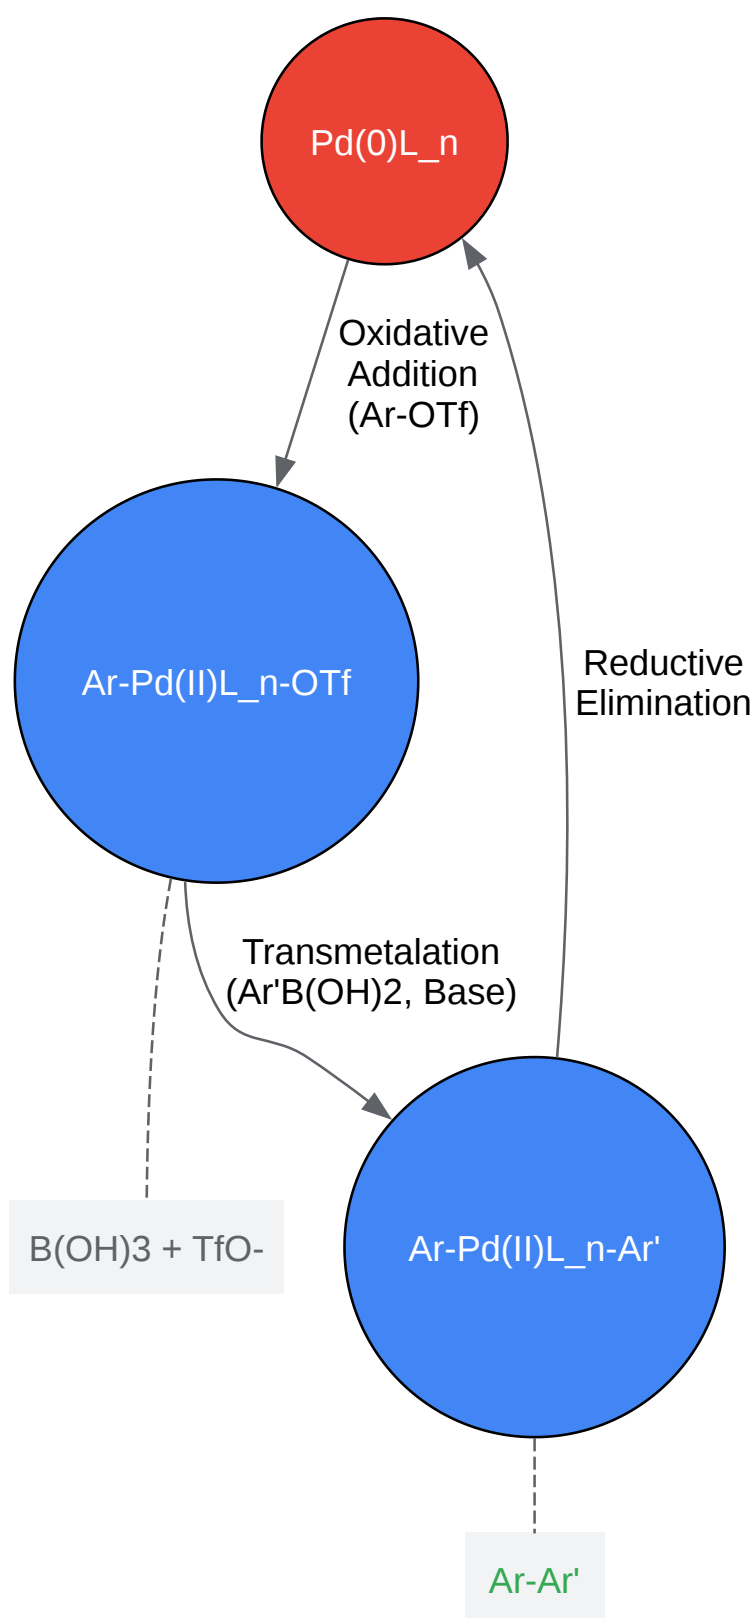 Pd(0)L_n
Oxidative
Addition
(Ar-OTf)
Ar-Pd(II)L_n-OTf
Reductive
Elimination
Transmetalation
(Ar'B(OH)2, Base)
B(OH)3 + TfO-
Ar-Pd(II)L_n-Ar'
Ar-Ar'